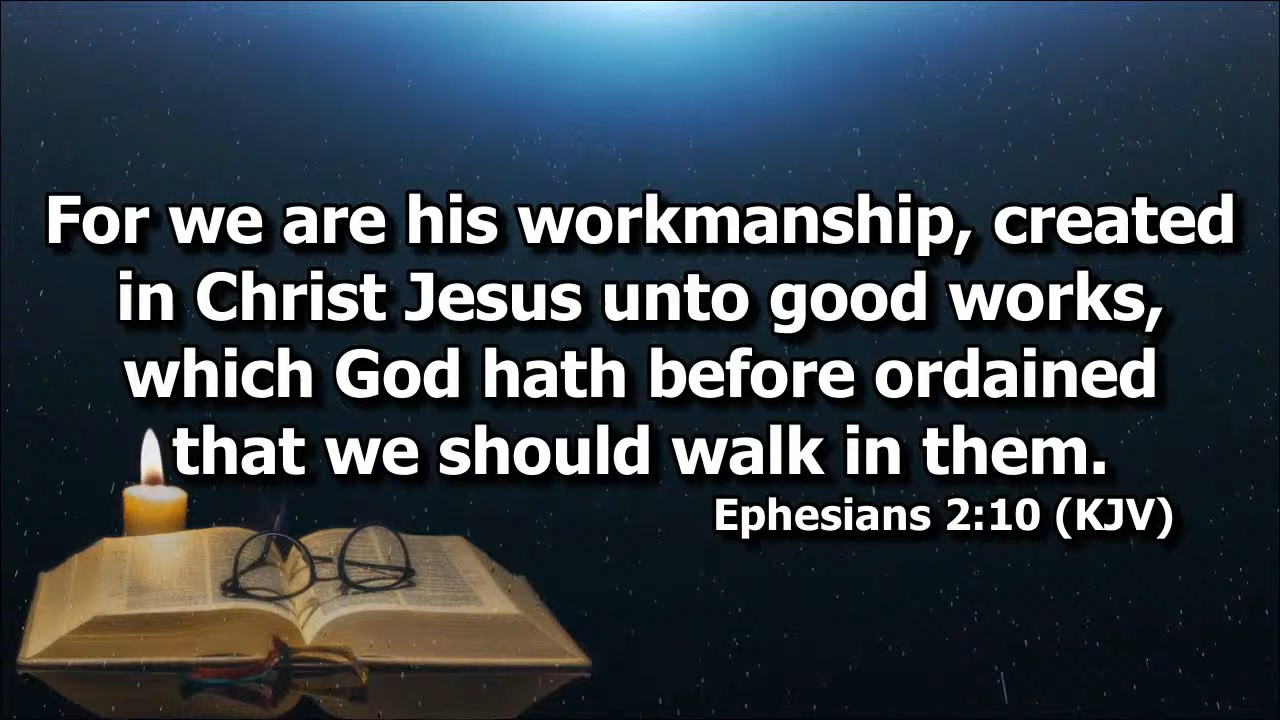 For we are his workmanship, created
in Christ Jesus unto good works,
which God hath before ordained
that we should walk in them.
Ephesians 2:10 (KJV)